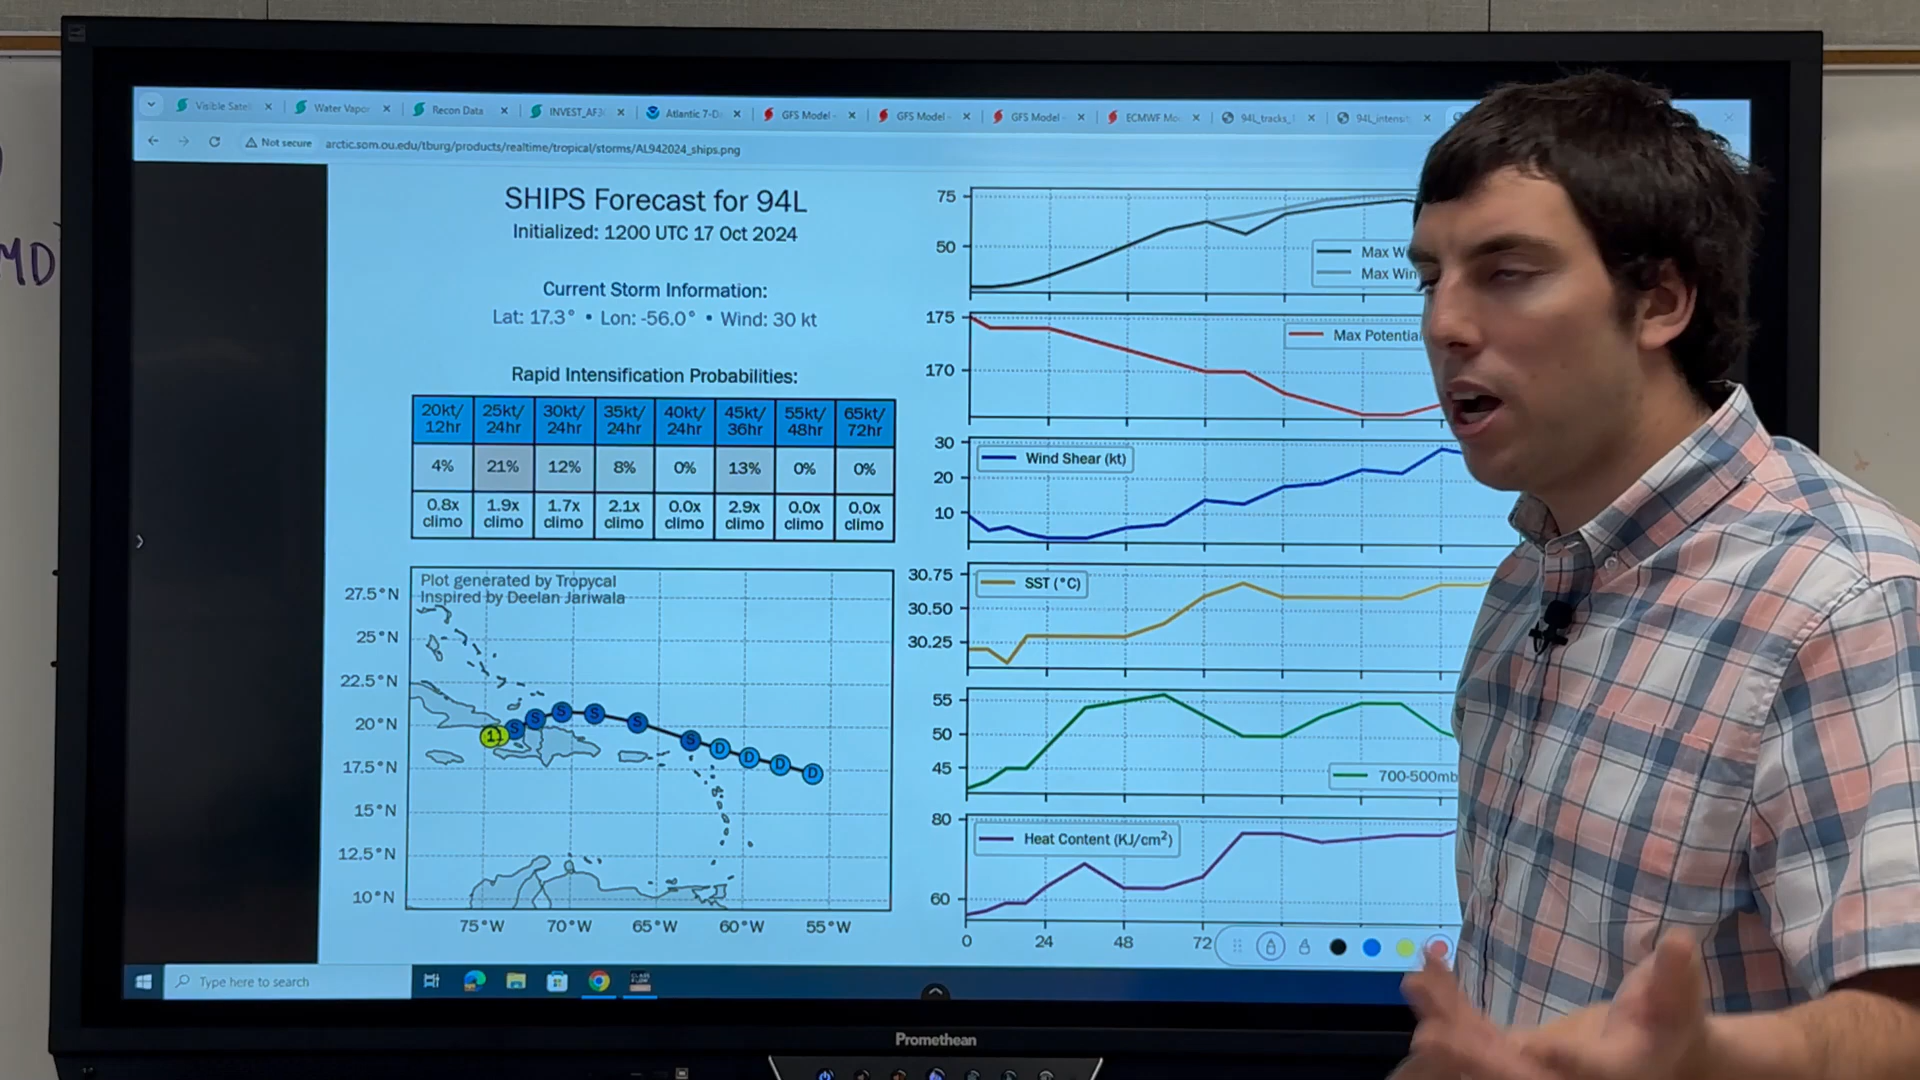 Visible Satel
Water Vapor
Recon Data
INVEST_AF3
Atlantic 7-D
GFS Model -
GFS Model -
GFS Model -
ECMWF Mo
94L_tracks_
94L_intensi
Not secure
arctic.som.ou.edu/tburg/products/realtime/tropical/storms/AL942024_ships.png
MD
SHIPS Forecast for 94L
Initialized: 1200 UTC 17 Oct 2024
Current Storm Information:
Lat: 17.3° • Lon: -56.0° • Wind: 30 kt
Rapid Intensification Probabilities:
20kt/ 25kt/ 30kt/ 35kt/ 40kt/ 45kt/ 55kt/ 65kt/
12hr 24hr 24hr 24hr 24hr 36hr 48hr 72hr
4% 21% 12% 8% 0% 13% 0% 0%
0.8x 1.9x 1.7x 2.1x 0.0x 2.9x 0.0x 0.0x
climo climo climo climo climo climo climo climo
Plot generated by Tropycal
Inspired by Deelan Jariwala
27.5°N
25°N
22.5°N
20°N
17.5°N
15°N
12.5°N
10°N
S S S S S S D D D D
11
75°W 70°W 65°W 60°W 55°W
75
50
Max W
Max Win
175
170
Max Potential
30
20
10
Wind Shear (kt)
30.75
30.50
30.25
SST (°C)
55
50
45
700-500mb
80
60
Heat Content (KJ/cm²)
0 24 48 72
Type here to search
CLASS
FLOW
Promethean